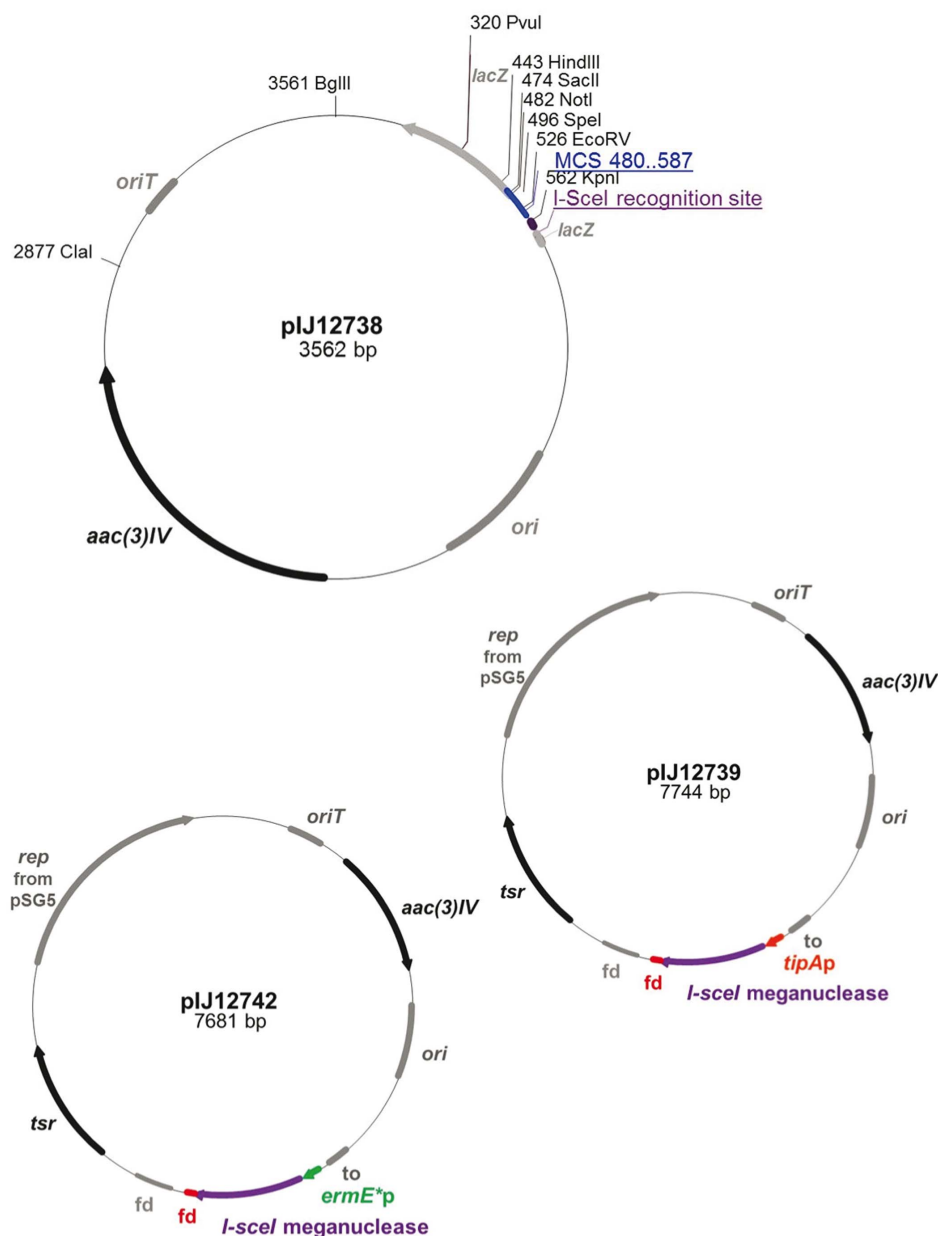 320 PvuI
lacZ
443 HindIII
474 SacII
482 NotI
496 SpeI
526 EcoRV
MCS 480..587
562 KpnI
I-SceI recognition site
lacZ
3561 BglII
oriT
2877 ClaI
pIJ12738
3562 bp
aac(3)IV
ori
oriT
rep
from
pSG5
aac(3)IV
pIJ12739
7744 bp
ori
tsr
fd
fd
to
tipAp
I-sceI meganuclease
oriT
rep
from
pSG5
aac(3)IV
pIJ12742
7681 bp
ori
tsr
fd
fd
to
ermE*p
I-sceI meganuclease